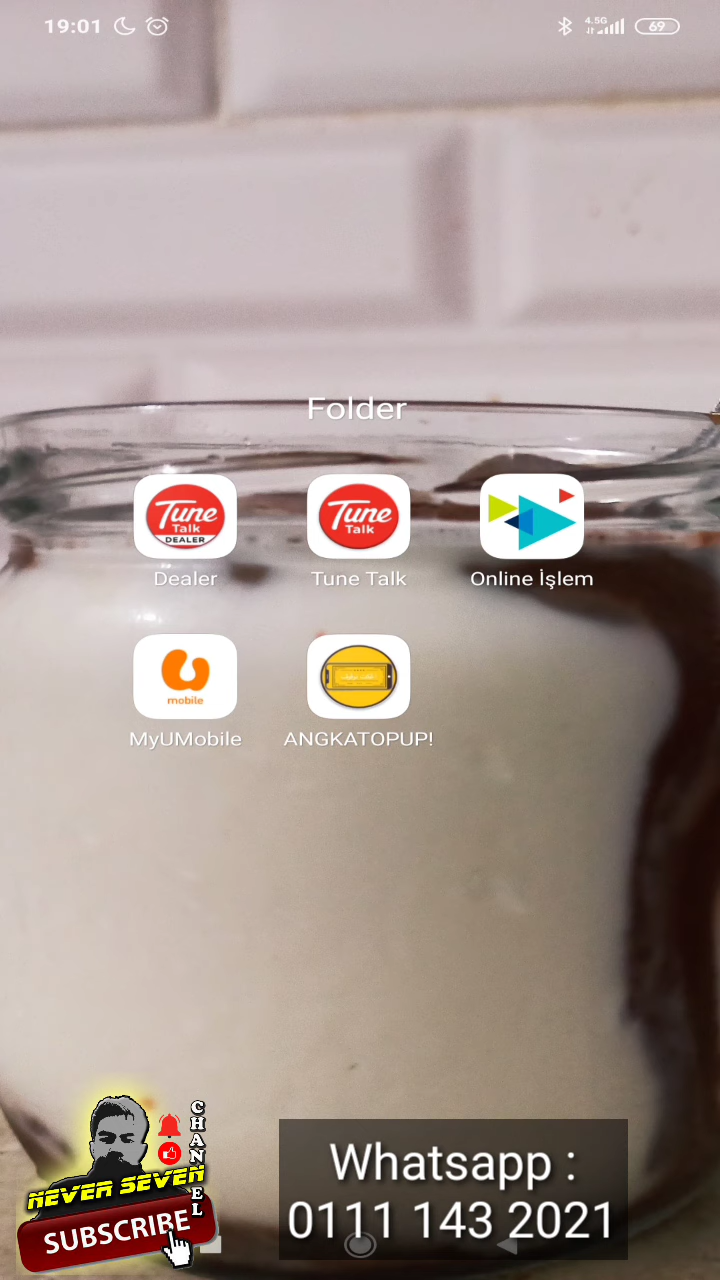 19:01
4.5G
69
Folder
Tune
Talk
DEALER
Dealer
Tune
Talk
Tune Talk
Online İşlem
mobile
MyUMobile
ANGKATOPUP!
CHANNEL
NEVER SEVEN
SUBSCRIBE
Whatsapp :
0111 143 2021